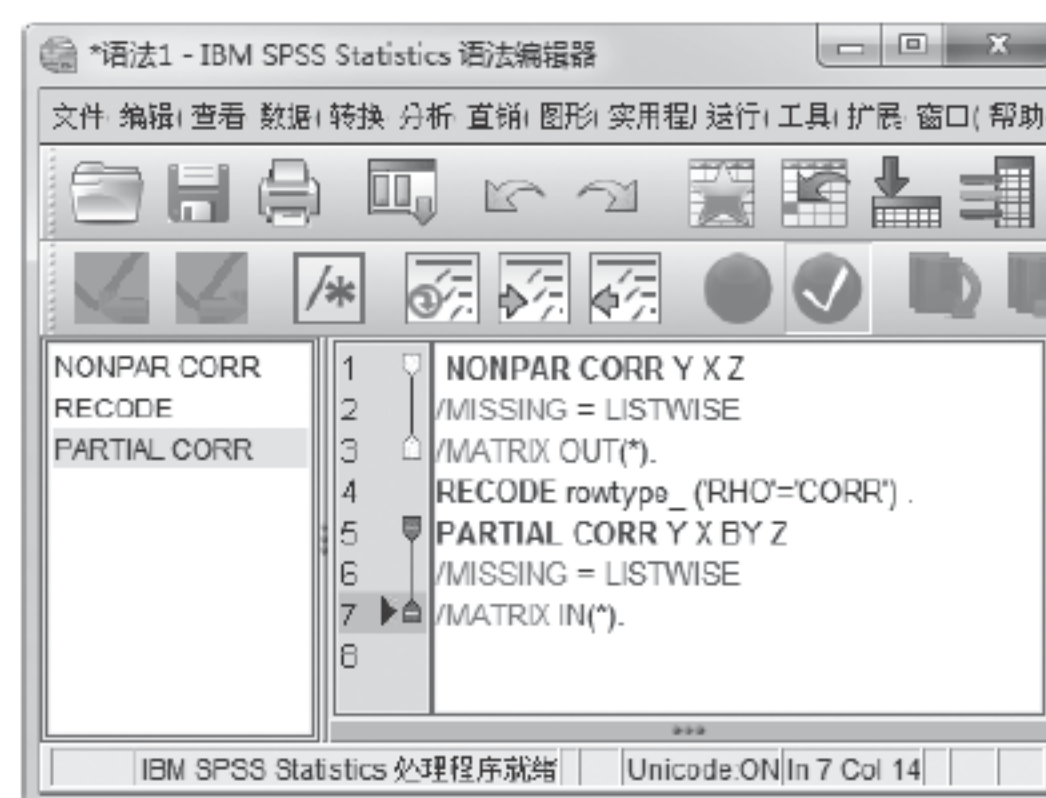 *语法1 - IBM SPSS Statistics 语法编辑器
文件 编辑( 查看 数据( 转换 分析 直销( 图形( 实用程) 运行( 工具( 扩展 窗口( 帮助
NONPAR CORR
RECODE
PARTIAL CORR
1 NONPAR CORR Y X Z
2 /MISSING = LISTWISE
3 /MATRIX OUT(*).
4 RECODE rowtype_ ('RHO'='CORR') .
5 PARTIAL CORR Y X BY Z
6 /MISSING = LISTWISE
7 /MATRIX IN(*).
8
IBM SPSS Statistics 处理程序就绪 Unicode:ON In 7 Col 14